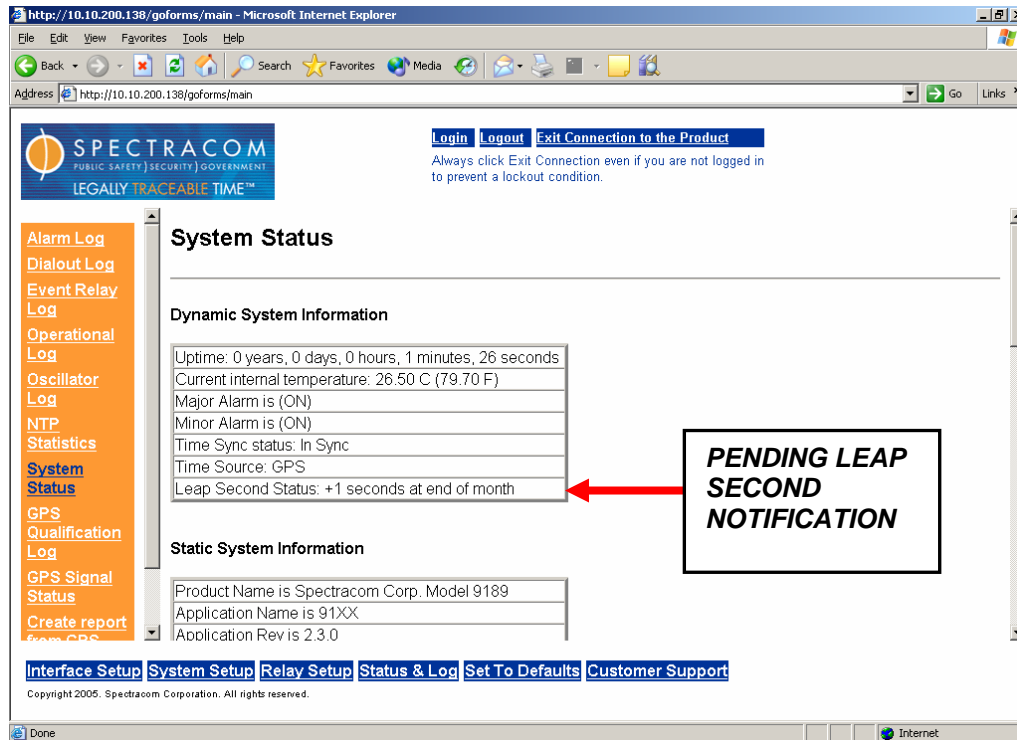 http://10.10.200.138/goforms/main - Microsoft Internet Explorer
File Edit View Favorites Tools Help
Back Search Favorites Media
Address http://10.10.200.138/goforms/main Go Links
SPECTRACOM
PUBLIC SAFETY } SECURITY } GOVERNMENT
LEGALLY TRACEABLE TIME™
Login Logout Exit Connection to the Product
Always click Exit Connection even if you are not logged in
to prevent a lockout condition.
Alarm Log
Dialout Log
Event Relay
Log
Operational
Log
Oscillator
Log
NTP
Statistics
System
Status
GPS
Qualification
Log
GPS Signal
Status
Create report
from GPS
System Status
Dynamic System Information
Uptime: 0 years, 0 days, 0 hours, 1 minutes, 26 seconds
Current internal temperature: 26.50 C (79.70 F)
Major Alarm is (ON)
Minor Alarm is (ON)
Time Sync status: In Sync
Time Source: GPS
Leap Second Status: +1 seconds at end of month
PENDING LEAP
SECOND
NOTIFICATION
Static System Information
Product Name is Spectracom Corp. Model 9189
Application Name is 91XX
Application Rev is 2.3.0
Interface Setup System Setup Relay Setup Status & Log Set To Defaults Customer Support
Copyright 2005. Spectracom Corporation. All rights reserved.
Done Internet